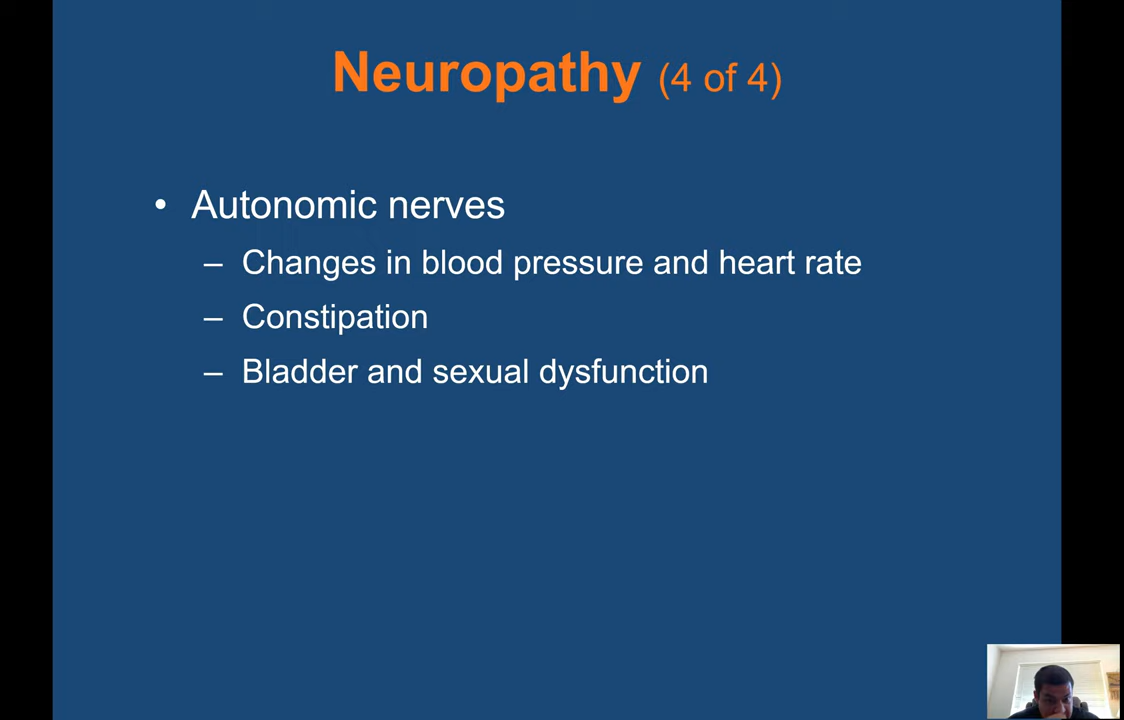 Neuropathy (4 of 4)
• Autonomic nerves
– Changes in blood pressure and heart rate
– Constipation
– Bladder and sexual dysfunction